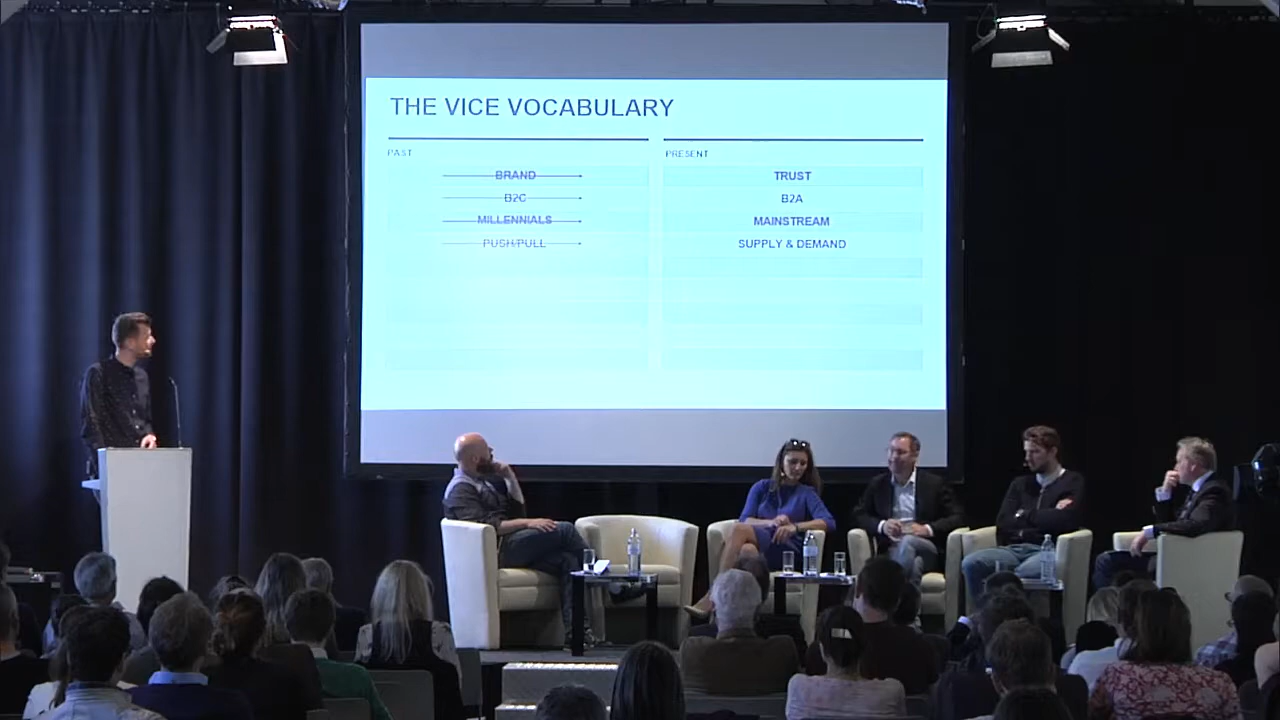 THE VICE VOCABULARY
PAST PRESENT
BRAND TRUST
B2C B2A
MILLENNIALS MAINSTREAM
PUSH/PULL SUPPLY & DEMAND